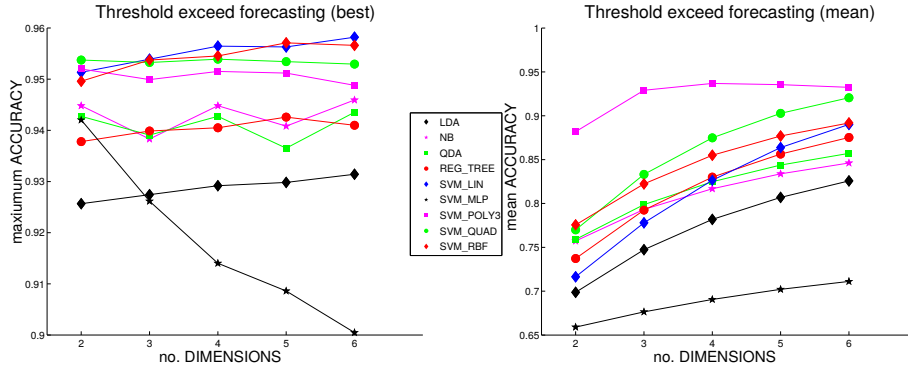 Threshold exceed forecasting (best)
0.96
0.95
0.94
0.93
0.92
0.91
0.9
2 3 4 5 6
no. DIMENSIONS
maxium ACCURACY
LDA
NB
QDA
REG_TREE
SVM_LIN
SVM_MLP
SVM_POLY3
SVM_QUAD
SVM_RBF
Threshold exceed forecasting (mean)
1
0.95
0.9
0.85
0.8
0.75
0.7
0.65
2 3 4 5 6
no. DIMENSIONS
mean ACCURACY